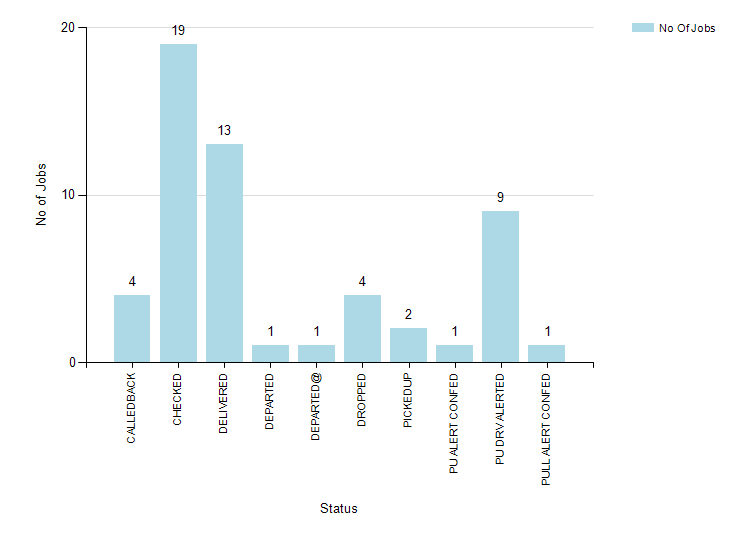 No Of Jobs
20
10
0
No of Jobs
4
19
13
1
1
4
2
1
9
1
CALLEDBACK
CHECKED
DELIVERED
DEPARTED
DEPARTED@
DROPPED
PICKEDUP
PU ALERT CONFED
PU DRV ALERTED
PULL ALERT CONFED
Status